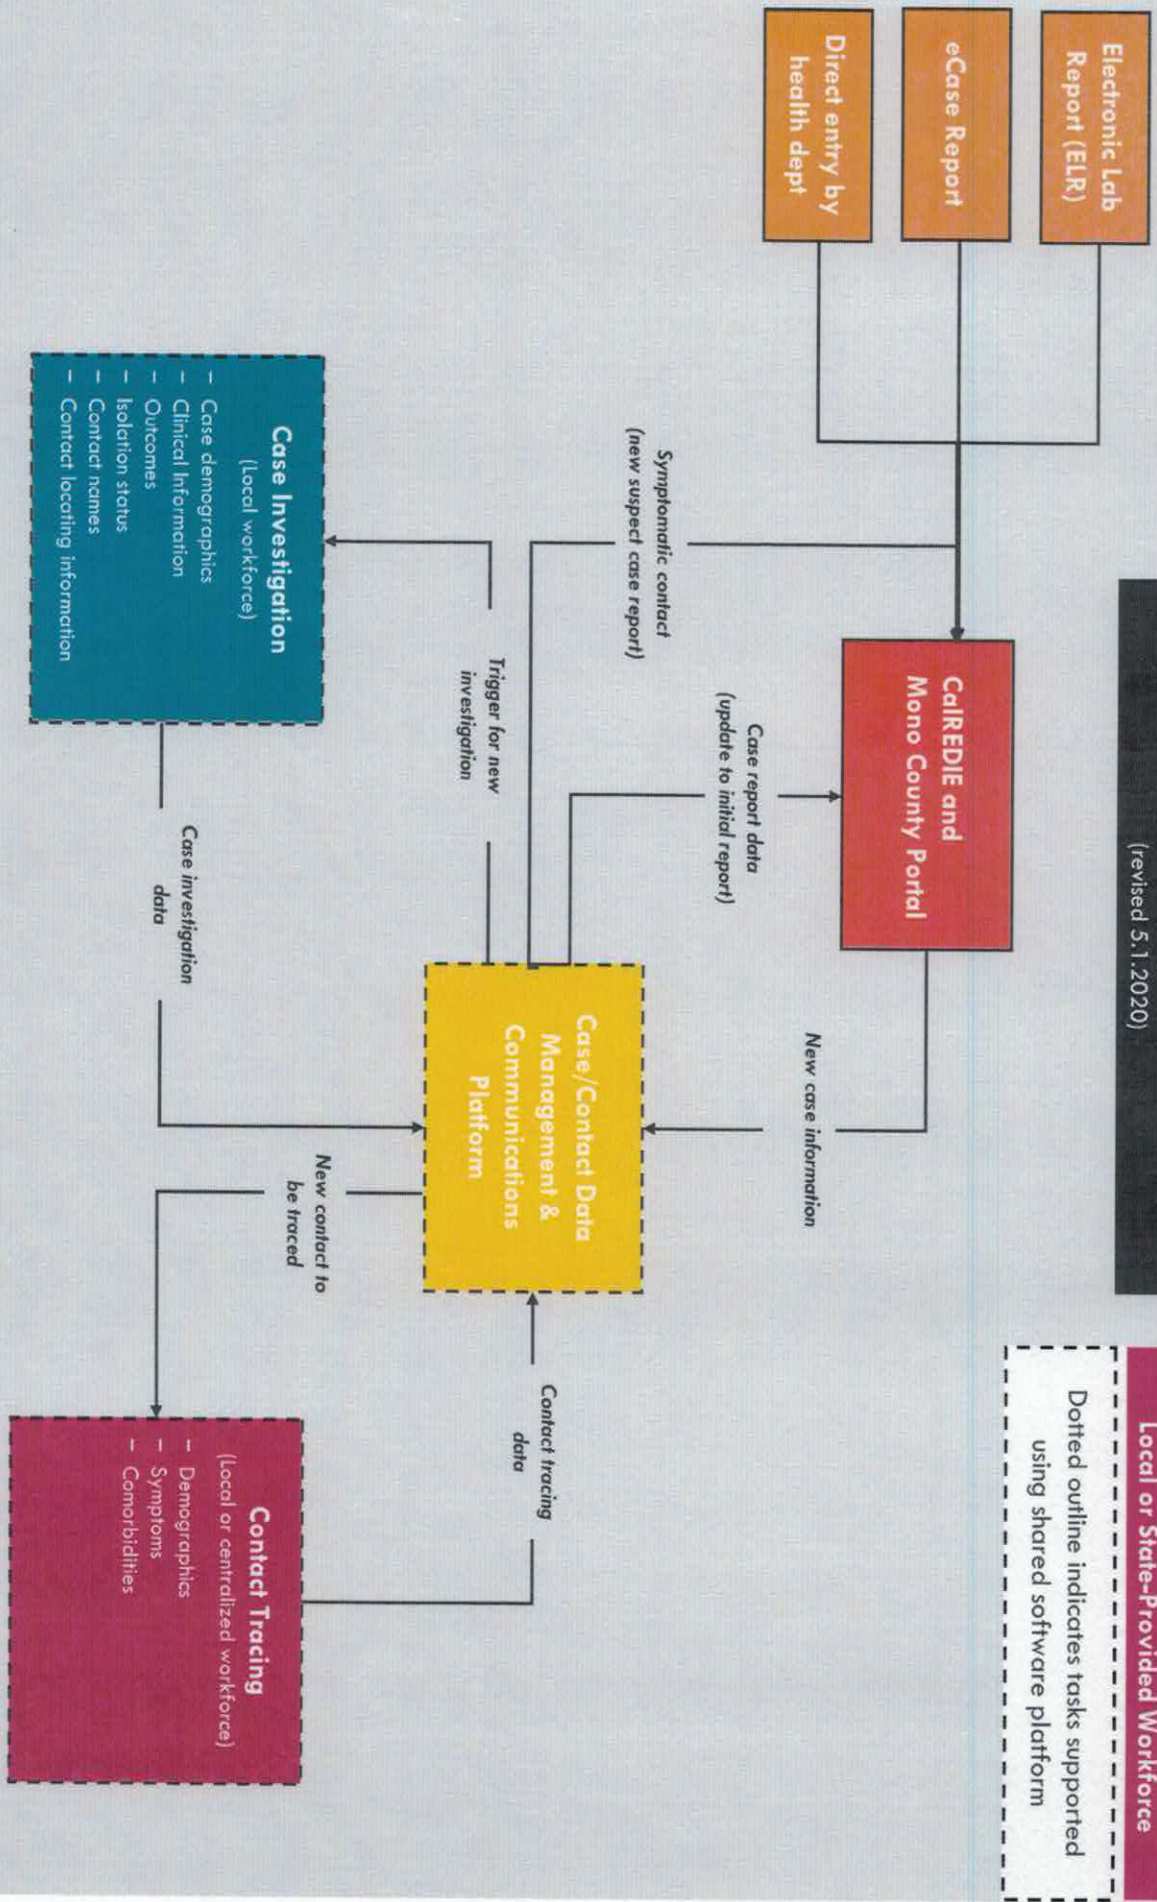 (revised 5.1.2020)
Local or State-Provided Workforce
Dotted outline indicates tasks supported
using shared software platform
Electronic Lab
Report (ELR)
eCase Report
Direct entry by
health dept
CalREDIE and
Mono County Portal
Symptomatic contact
(new suspect case report)
Case report data
(update to initial report)
New case information
Trigger for new
investigation
Case/Contact Data
Management &
Communications
Platform
Contact tracing
data
Case Investigation
(Local workforce)
– Case demographics
– Clinical Information
– Outcomes
– Isolation status
– Contact names
– Contact locating information
Case investigation
data
New contact to
be traced
Contact Tracing
(Local or centralized workforce)
– Demographics
– Symptoms
– Comorbidities